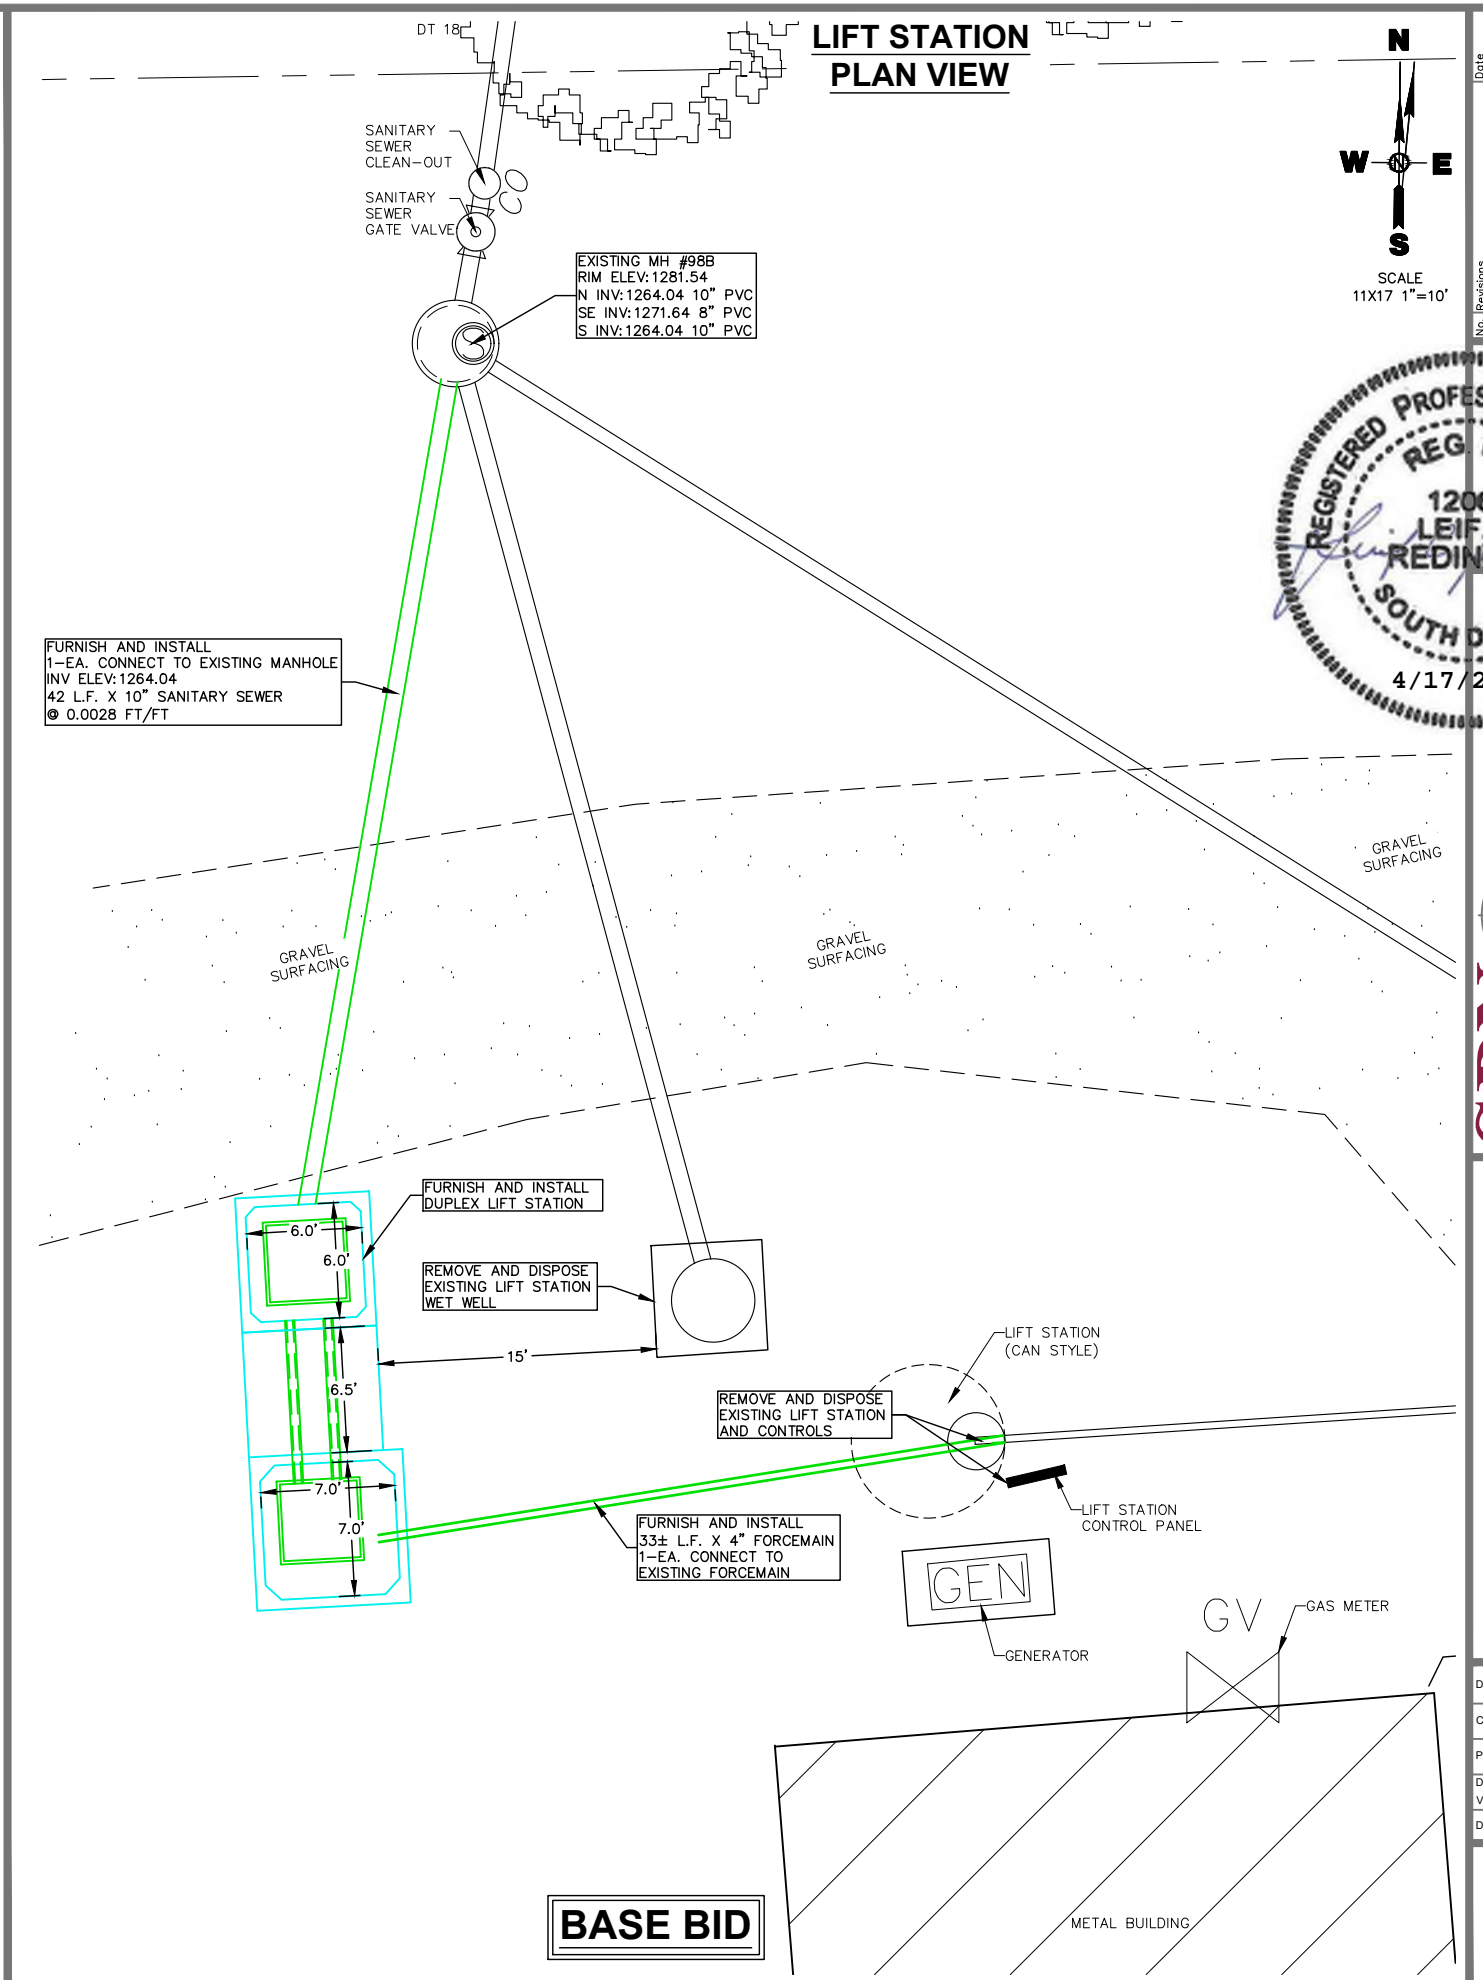 LIFT STATION
PLAN VIEW
DT 18
N
W
N
E
S
SCALE
11X17 1"=10'
Date
Revisions
No.
SANITARY
SEWER
CLEAN-OUT
CO
SANITARY
SEWER
GATE VALVE
EXISTING MH #98B
RIM ELEV: 1281.54
N INV: 1264.04 10" PVC
SE INV: 1271.64 8" PVC
S INV: 1264.04 10" PVC
S
REGISTERED PROFES
REG.
1200
LEIF
REDIN
SOUTH D
4/17/2
FURNISH AND INSTALL
1-EA. CONNECT TO EXISTING MANHOLE
INV ELEV: 1264.04
42 L.F. X 10" SANITARY SEWER
@ 0.0028 FT/FT
GRAVEL
SURFACING
GRAVEL
SURFACING
GRAVEL
SURFACING
FURNISH AND INSTALL
DUPLEX LIFT STATION
6.0'
6.0'
REMOVE AND DISPOSE
EXISTING LIFT STATION
WET WELL
15'
6.5'
LIFT STATION
(CAN STYLE)
REMOVE AND DISPOSE
EXISTING LIFT STATION
AND CONTROLS
7.0'
7.0'
FURNISH AND INSTALL
33± L.F. X 4" FORCEMAIN
1-EA. CONNECT TO
EXISTING FORCEMAIN
LIFT STATION
CONTROL PANEL
GEN
GENERATOR
GV
GAS METER
METAL BUILDING
BASE BID